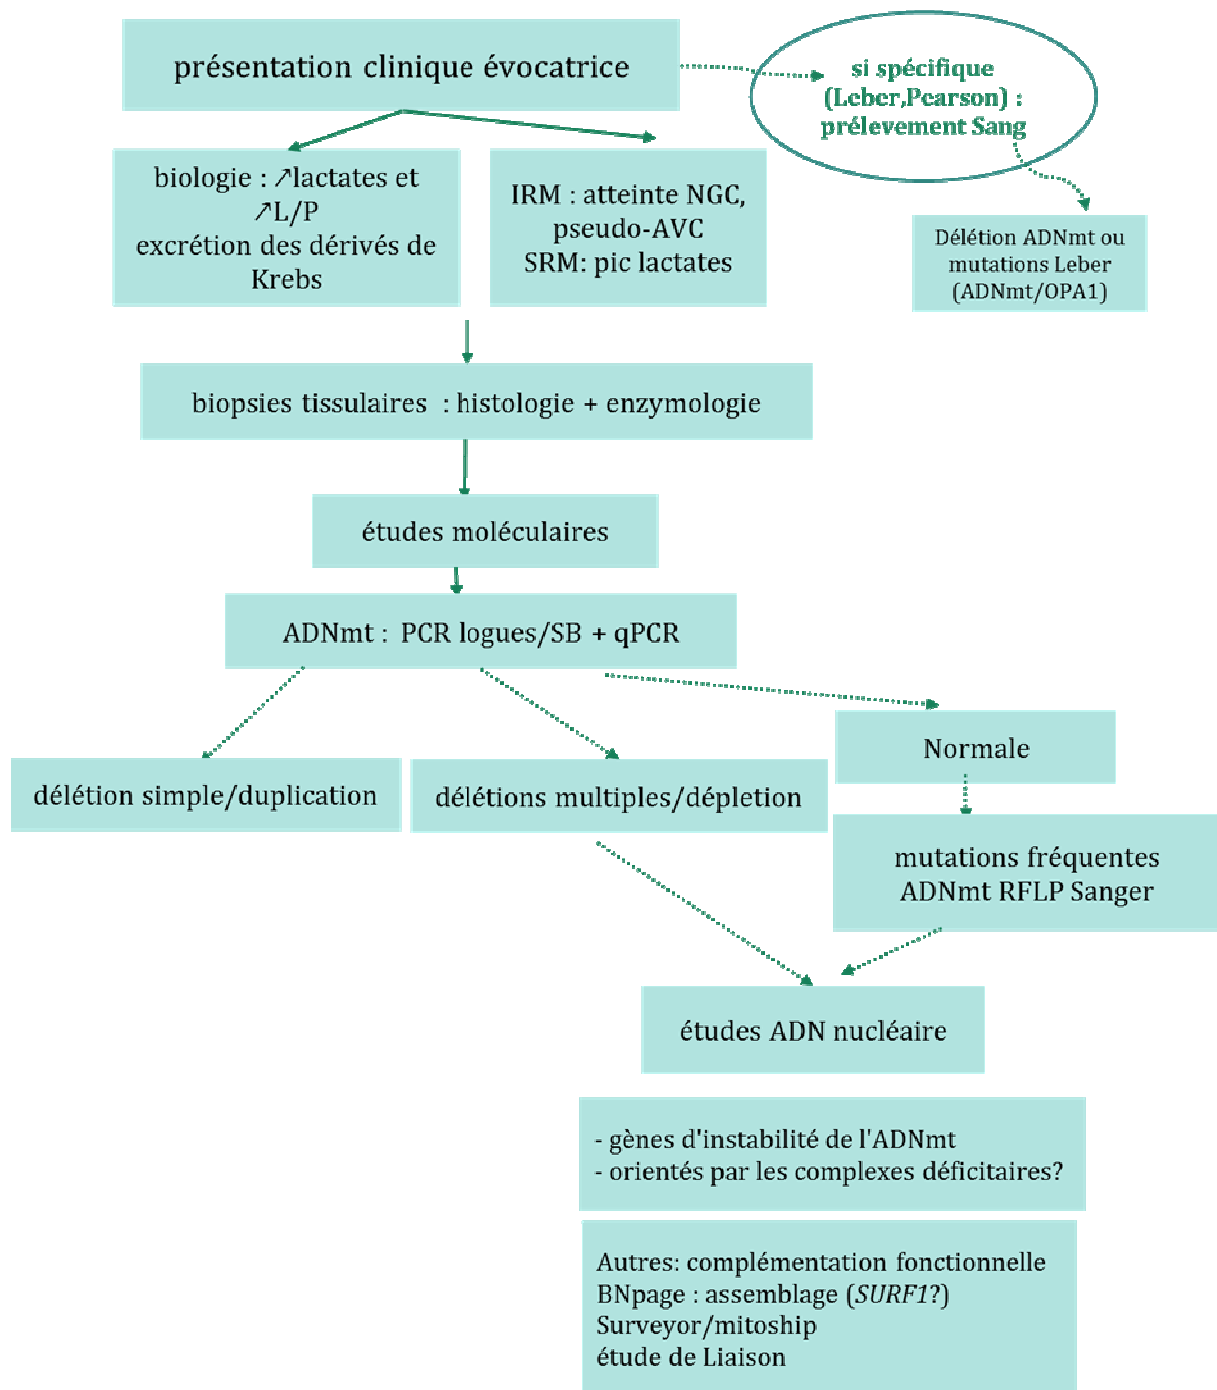 présentation clinique évocatrice
si spécifique
(Leber,Pearson) :
prélevement Sang
biologie : ↗lactates et
↗L/P
excrétion des dérivés de
Krebs
IRM : atteinte NGC,
pseudo-AVC
SRM: pic lactates
Délétion ADNmt ou
mutations Leber
(ADNmt/OPA1)
biopsies tissulaires : histologie + enzymologie
études moléculaires
ADNmt : PCR logues/SB + qPCR
Normale
délétion simple/duplication
délétions multiples/dépletion
mutations fréquentes
ADNmt RFLP Sanger
études ADN nucléaire
- gènes d'instabilité de l'ADNmt
- orientés par les complexes déficitaires?
Autres: complémentation fonctionnelle
BNpage : assemblage (SURF1?)
Surveyor/mitoship
étude de Liaison